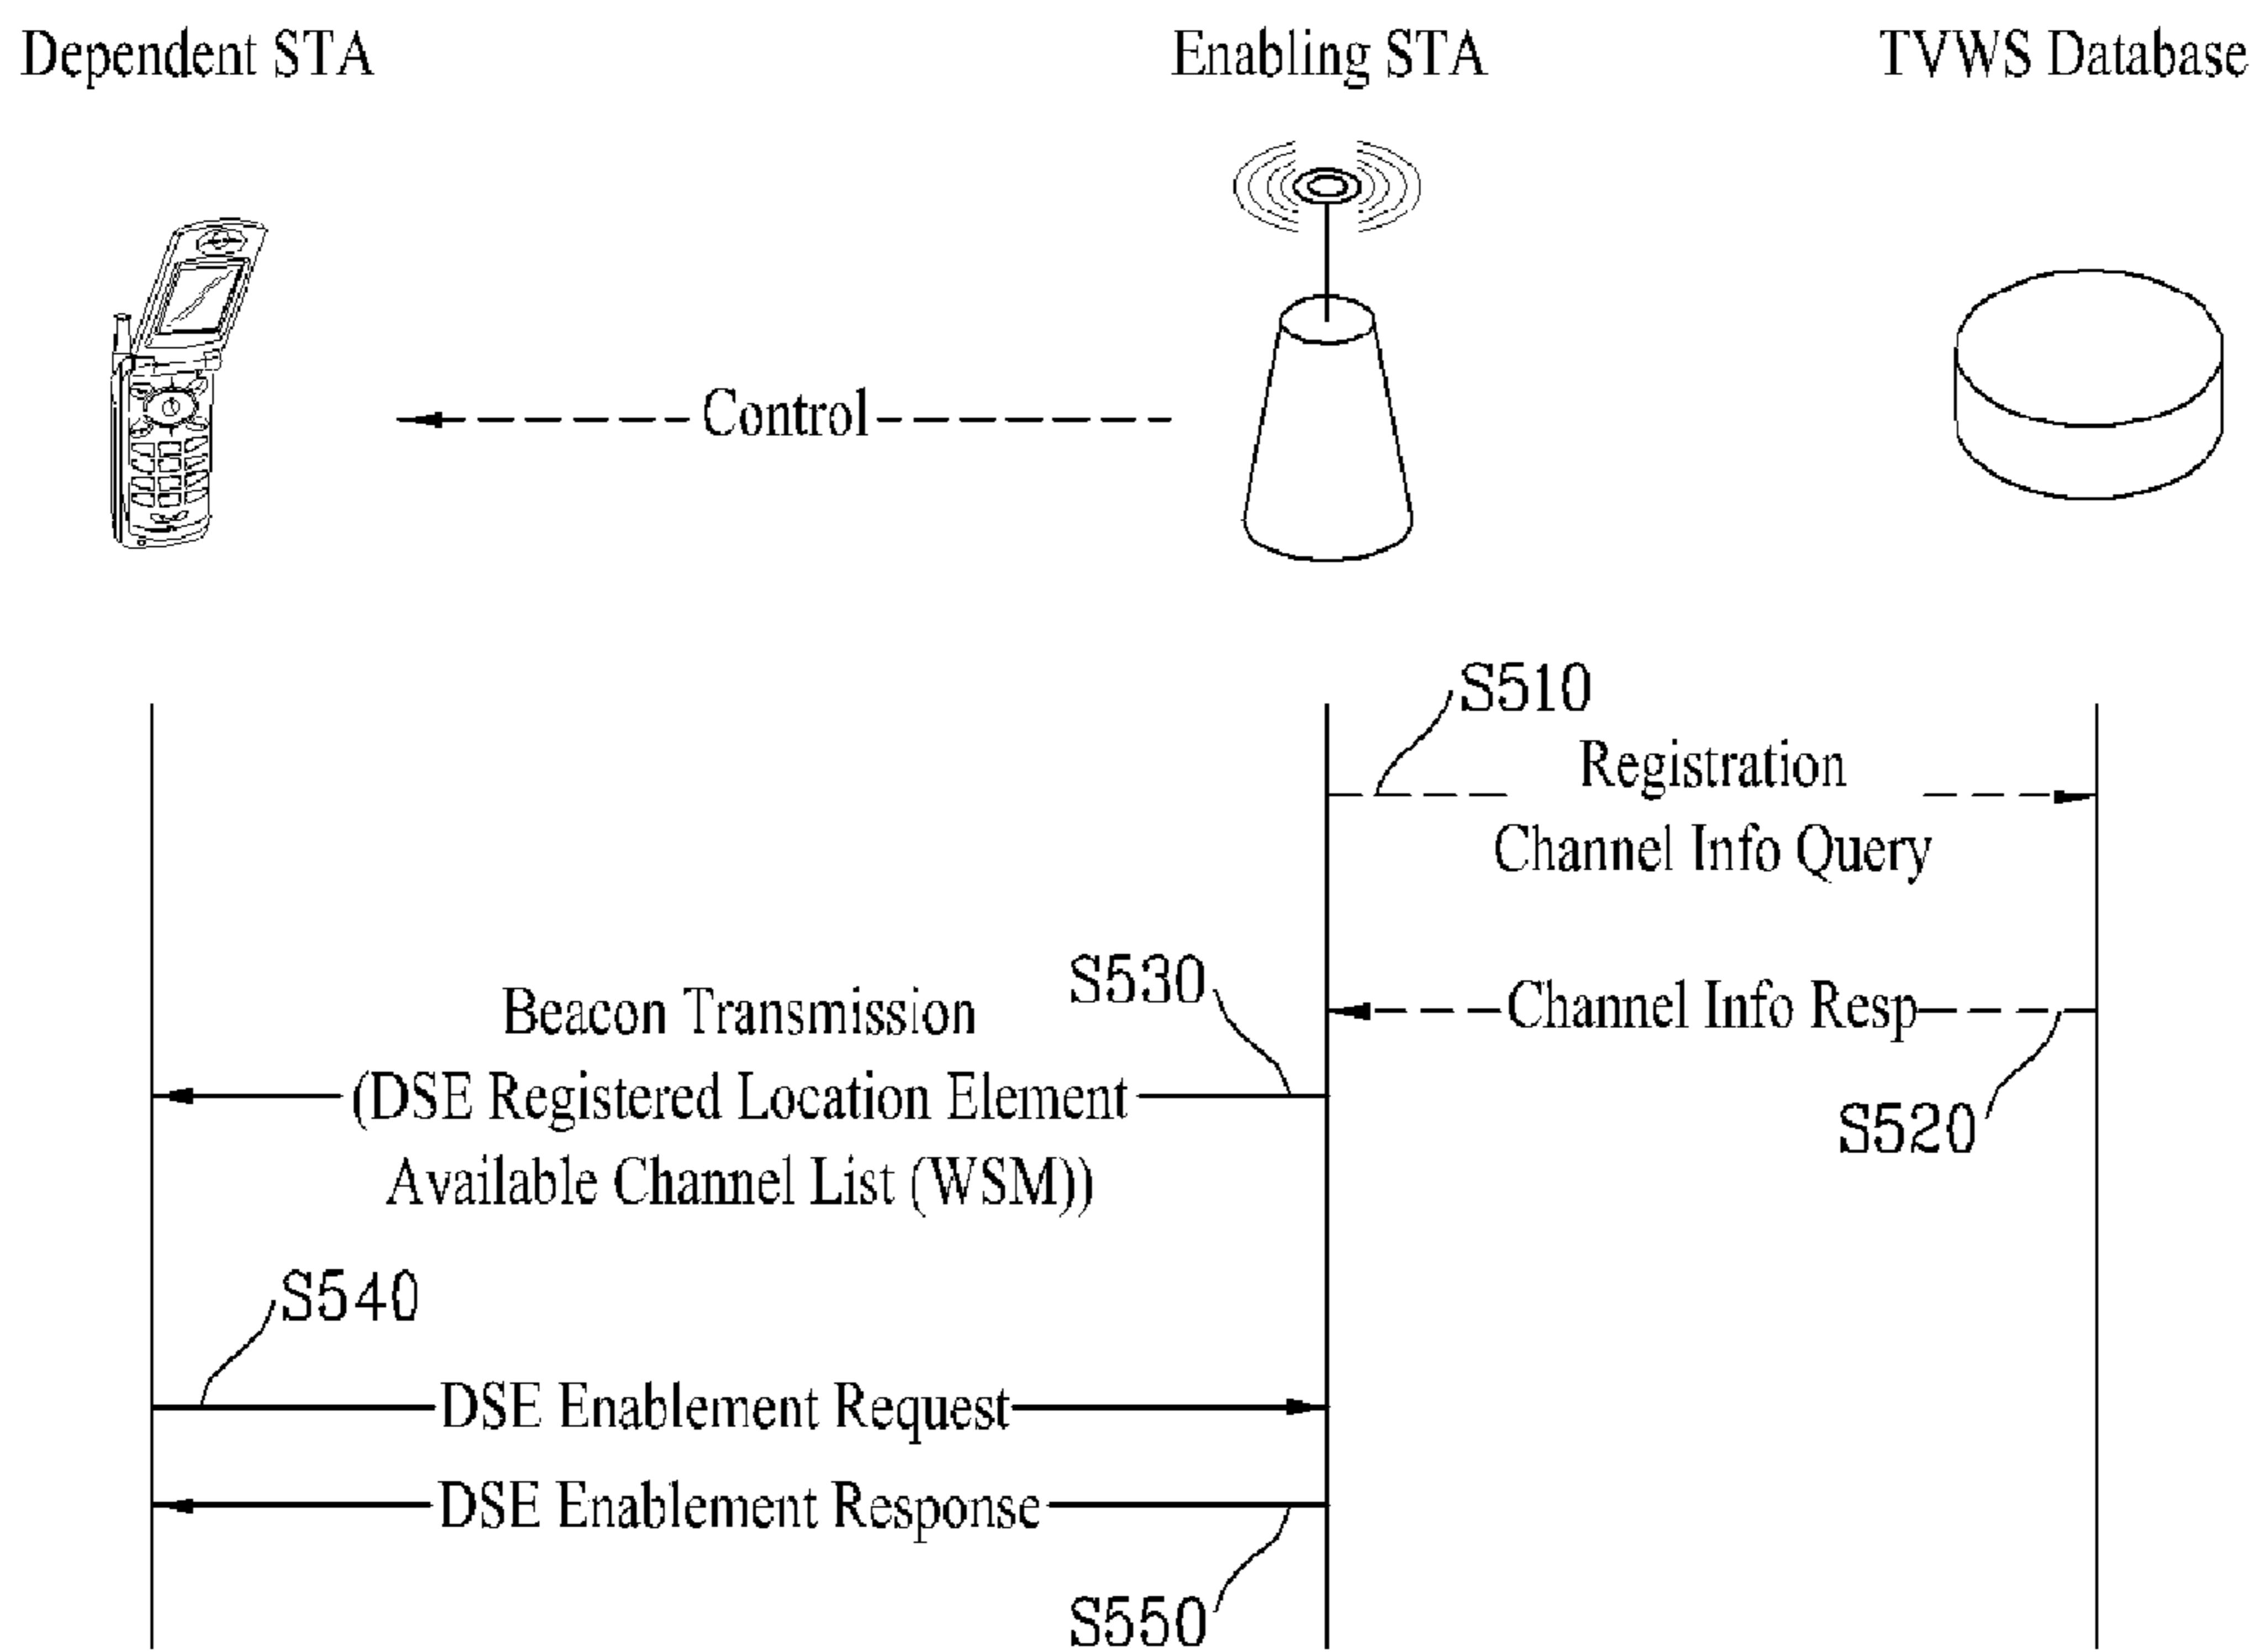 Dependent STA
Enabling STA
TVWS Database
Control
S510
Registration
Channel Info Query
S530
Channel Info Resp
S520
Beacon Transmission
(DSE Registered Location Element
Available Channel List (WSM))
S540
DSE Enablement Request
DSE Enablement Response
S550